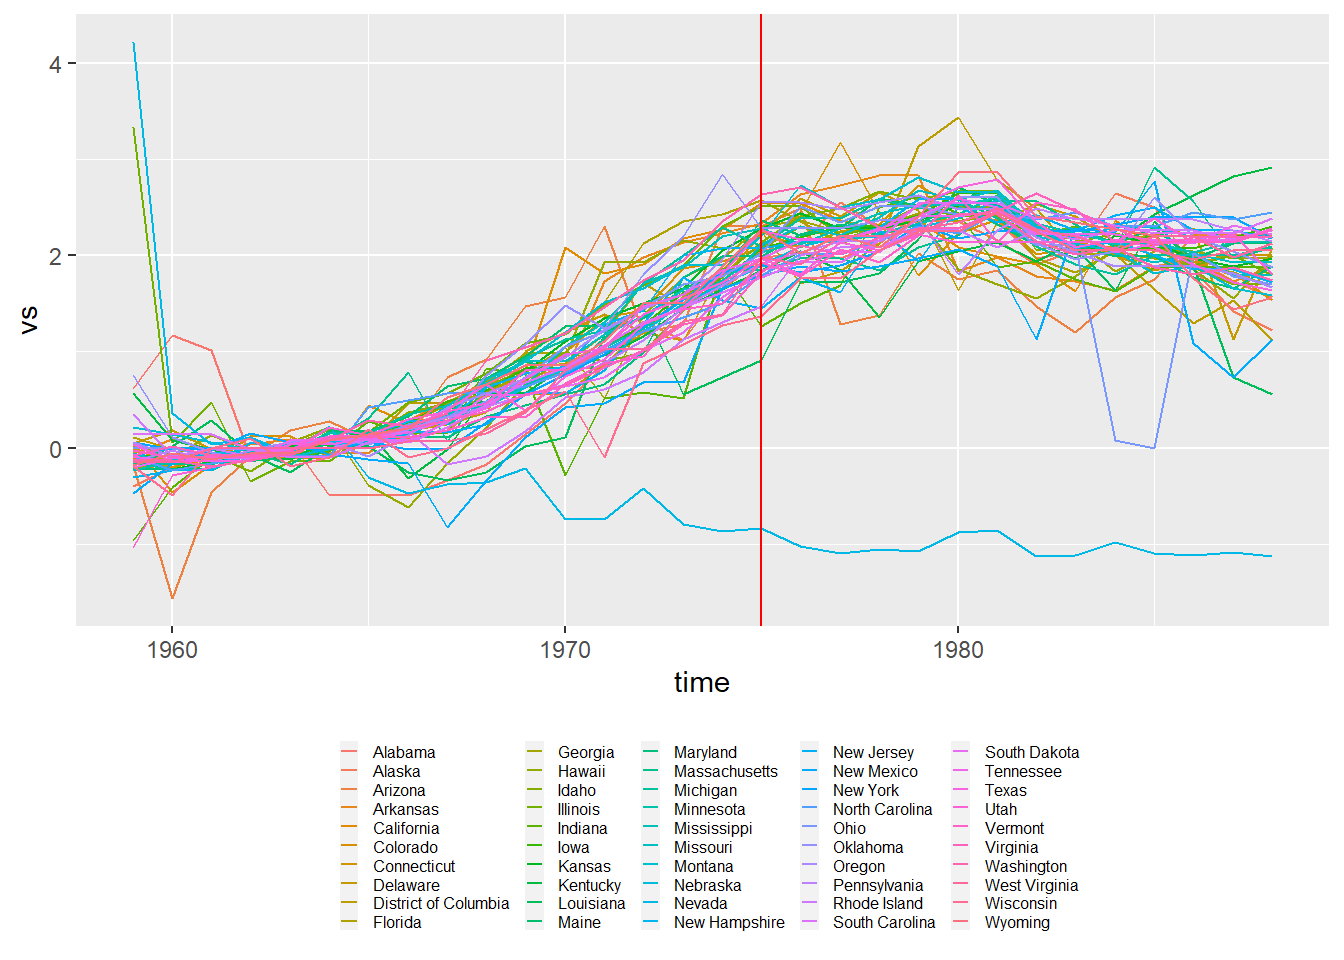 4
2
0
vs
1960 1970 1980
time
Alabama Georgia Maryland New Jersey South Dakota
Alaska Hawaii Massachusetts New Mexico Tennessee
Arizona Idaho Michigan New York Texas
Arkansas Illinois Minnesota North Carolina Utah
California Indiana Mississippi Ohio Vermont
Colorado Iowa Missouri Oklahoma Virginia
Connecticut Kansas Montana Oregon Washington
Delaware Kentucky Nebraska Pennsylvania West Virginia
District of Columbia Louisiana Nevada Rhode Island Wisconsin
Florida Maine New Hampshire South Carolina Wyoming